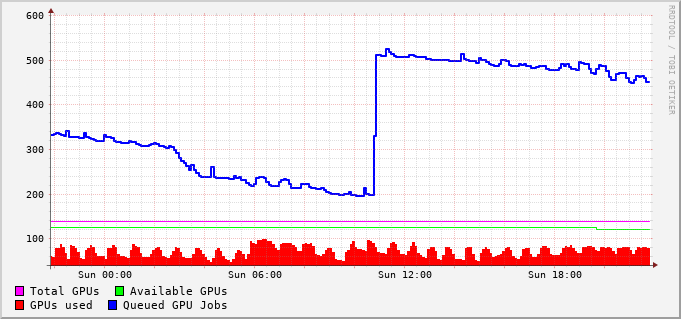 600
500
400
300
200
100
Sun 00:00 Sun 06:00 Sun 12:00 Sun 18:00
Total GPUs Available GPUs
GPUs used Queued GPU Jobs
RRDTOOL / TOBI OETIKER